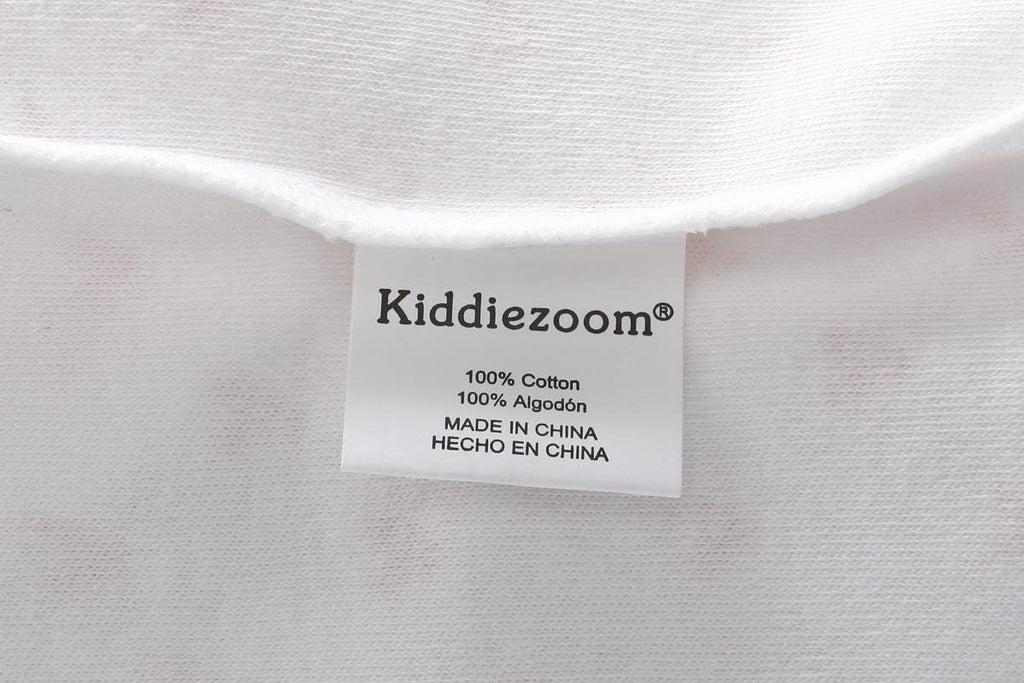 Kiddiezoom®
100% Cotton
100% Algodón
MADE IN CHINA
HECHO EN CHINA